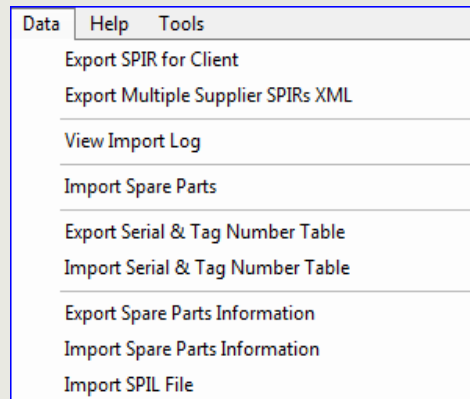 Data Help Tools
Export SPIR for Client
Export Multiple Supplier SPIRs XML
View Import Log
Import Spare Parts
Export Serial & Tag Number Table
Import Serial & Tag Number Table
Export Spare Parts Information
Import Spare Parts Information
Import SPIL File